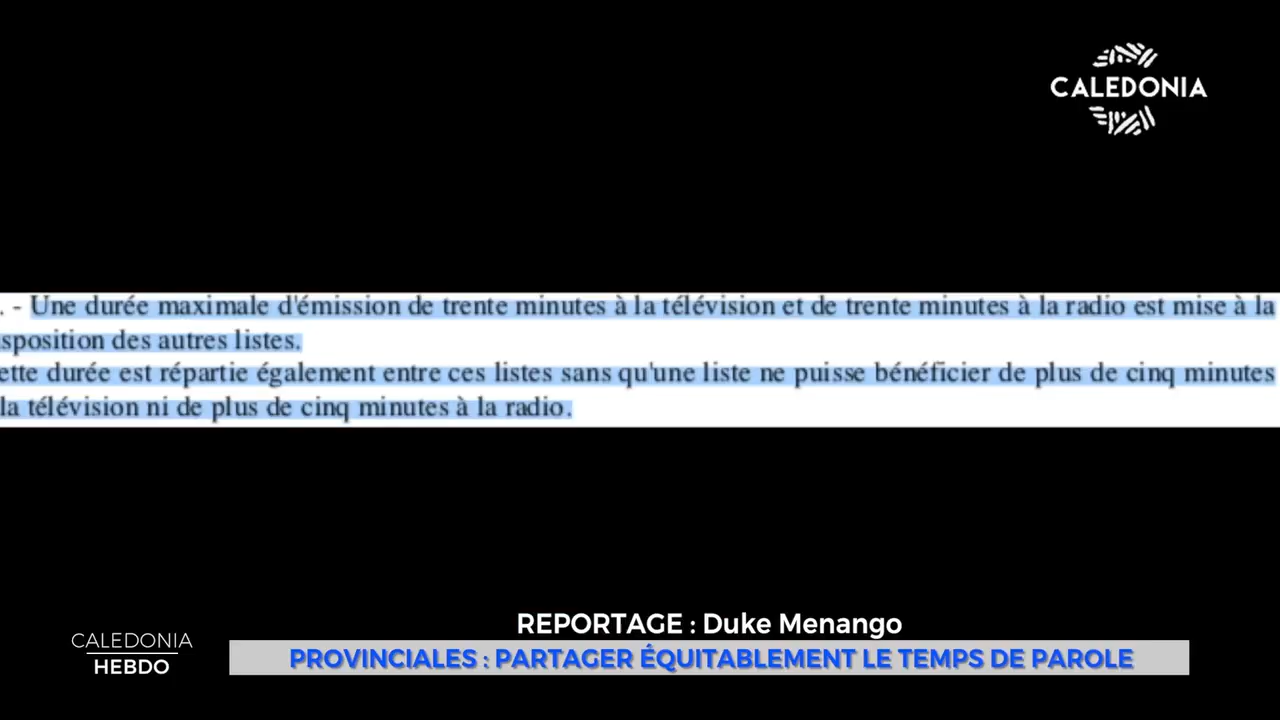 CALEDONIA
. - Une durée maximale d'émission de trente minutes à la télévision et de trente minutes à la radio est mise à la
sposition des autres listes.
ette durée est répartie également entre ces listes sans qu'une liste ne puisse bénéficier de plus de cinq minutes
la télévision ni de plus de cinq minutes à la radio.
REPORTAGE : Duke Menango
CALEDONIA
HEBDO
PROVINCIALES : PARTAGER ÉQUITABLEMENT LE TEMPS DE PAROLE